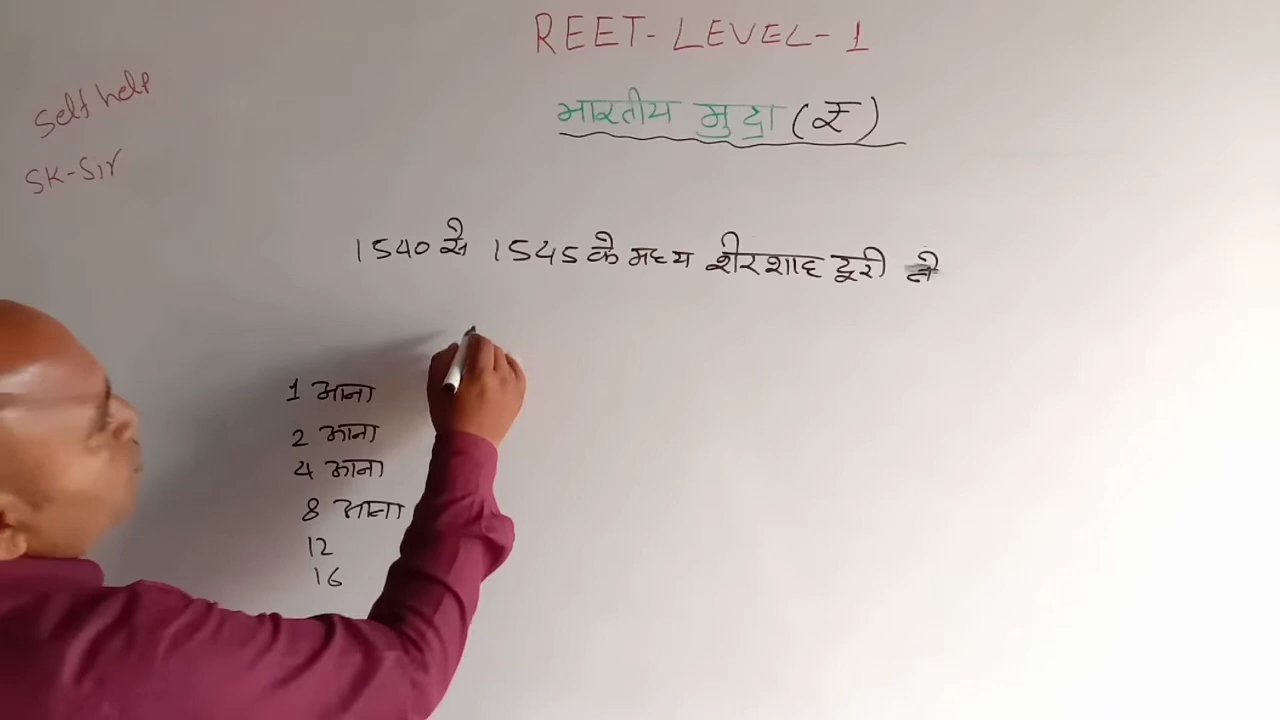 REET-LEVEL-1
Self help
भारतीय मुद्रा (₹)
SK-Sir
1540 से 1545 के मध्य शेरशाह सूरी ने
1 आना
2 आना
4 आना
8 आना
12
16